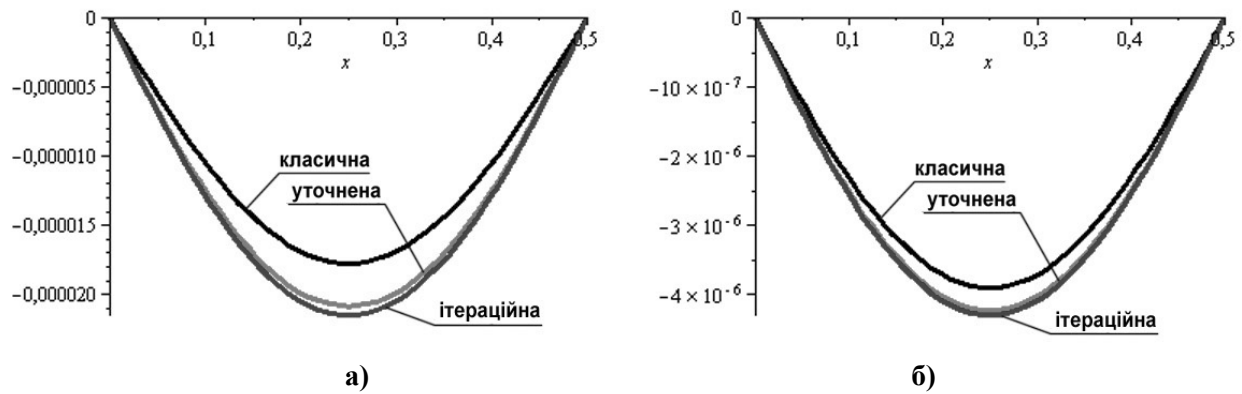 0
0,1 0,2 0,3 0,4 0,5
x
−0,000005
−0,000010
−0,000015
−0,000020
класична
уточнена
ітераційна
а)
0
0,1 0,2 0,3 0,4 0,5
x
−10 × 10⁻⁷
−2 × 10⁻⁶
−3 × 10⁻⁶
−4 × 10⁻⁶
класична
уточнена
ітераційна
б)